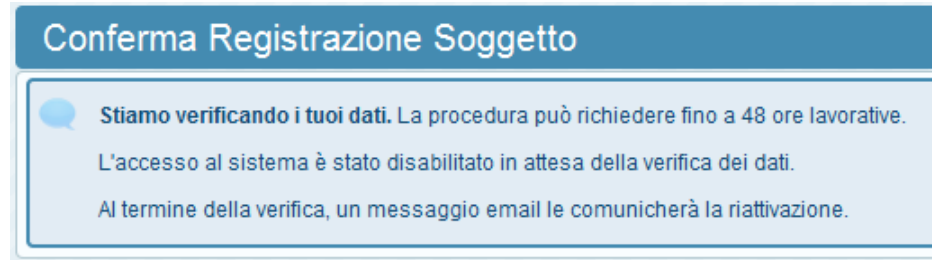 Conferma Registrazione Soggetto
Stiamo verificando i tuoi dati. La procedura può richiedere fino a 48 ore lavorative.
L'accesso al sistema è stato disabilitato in attesa della verifica dei dati.
Al termine della verifica, un messaggio email le comunicherà la riattivazione.